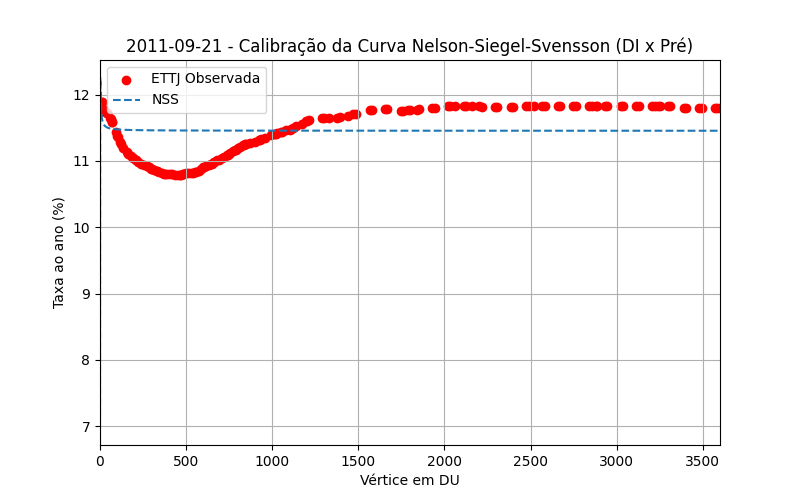 2011-09-21 - Calibração da Curva Nelson-Siegel-Svensson (DI x Pré)
ETTJ Observada
NSS
Taxa ao ano (%)
12
11
10
9
8
7
0 500 1000 1500 2000 2500 3000 3500
Vértice em DU